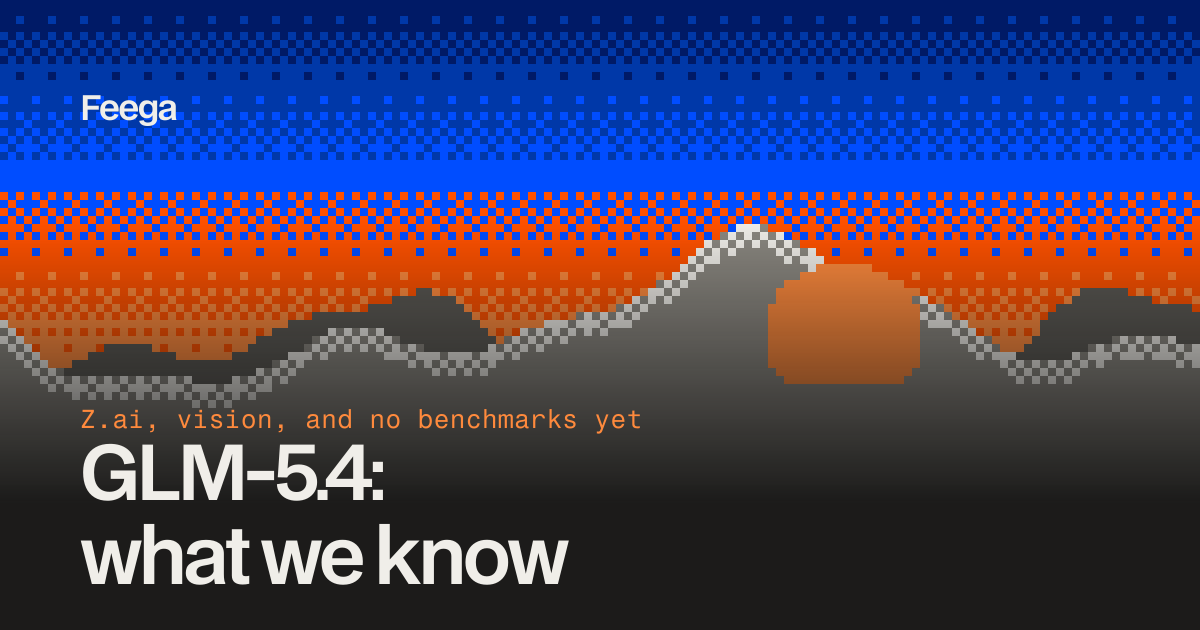 Feega
Z.ai, vision, and no benchmarks yet
GLM-5.4:
what we know